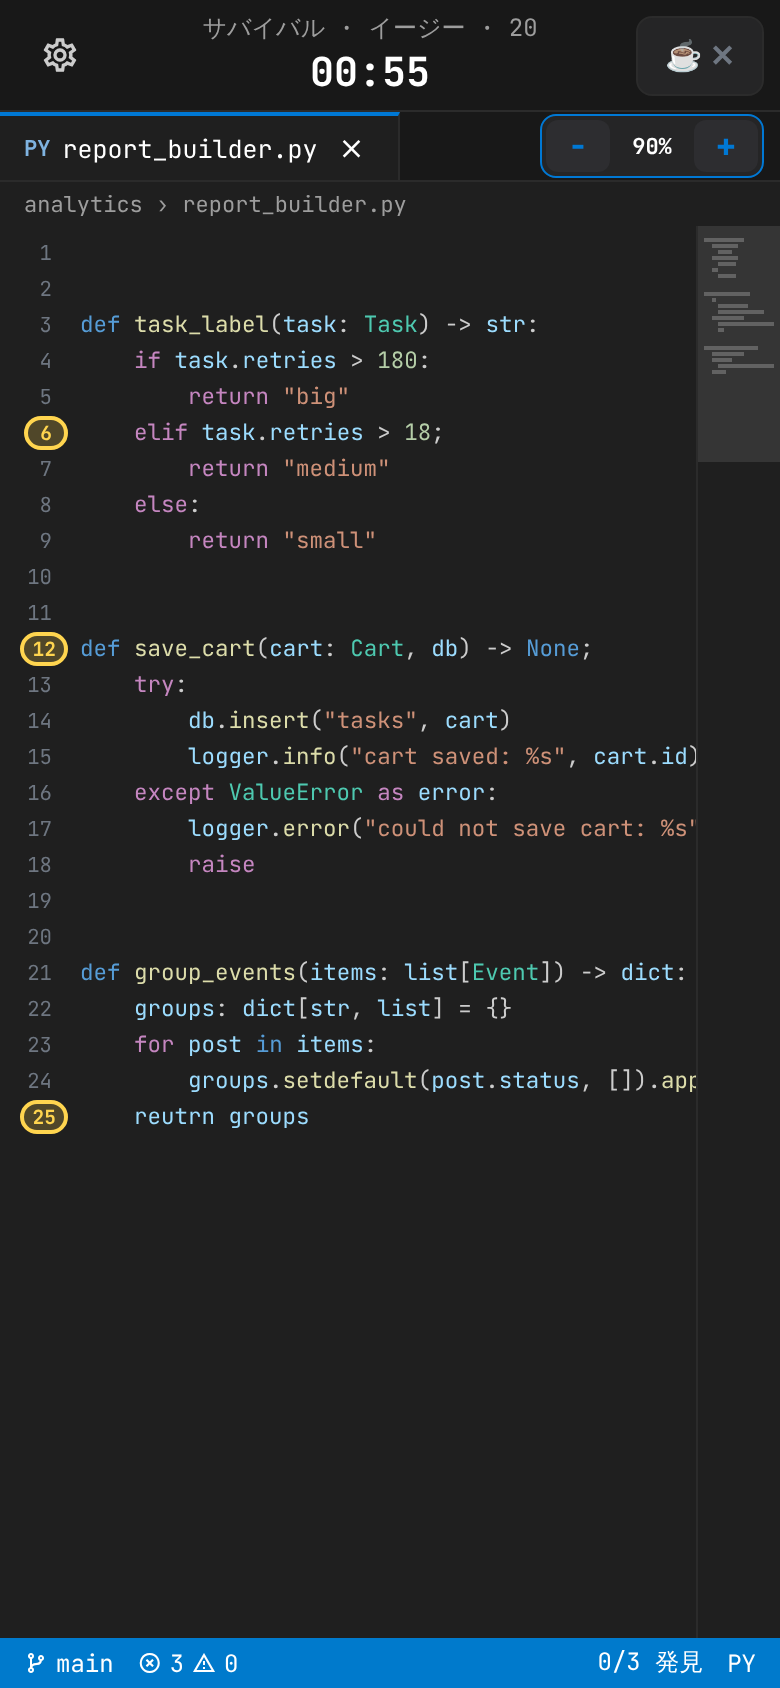 サバイバル ・ イージー ・ 20
00:55
PY report_builder.py
- 90% +
analytics › report_builder.py
1
2
3 def task_label(task: Task) -> str:
4     if task.retries > 180:
5         return "big"
6     elif task.retries > 18;
7         return "medium"
8     else:
9         return "small"
10
11
12 def save_cart(cart: Cart, db) -> None;
13     try:
14         db.insert("tasks", cart)
15         logger.info("cart saved: %s", cart.id)
16     except ValueError as error:
17         logger.error("could not save cart: %s"
18         raise
19
20
21 def group_events(items: list[Event]) -> dict:
22     groups: dict[str, list] = {}
23     for post in items:
24         groups.setdefault(post.status, []).app
25     reutrn groups
main 3 0 0/3 発見 PY